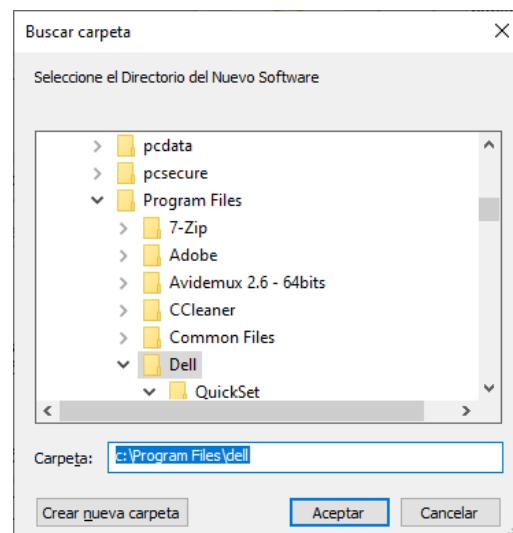 Buscar carpeta
Seleccione el Directorio del Nuevo Software
pcdata
pcsecure
Program Files
7-Zip
Adobe
Avidemux 2.6 - 64bits
CCleaner
Common Files
Dell
QuickSet
Carpeta: c:\Program Files\dell
Crear nueva carpeta Aceptar Cancelar